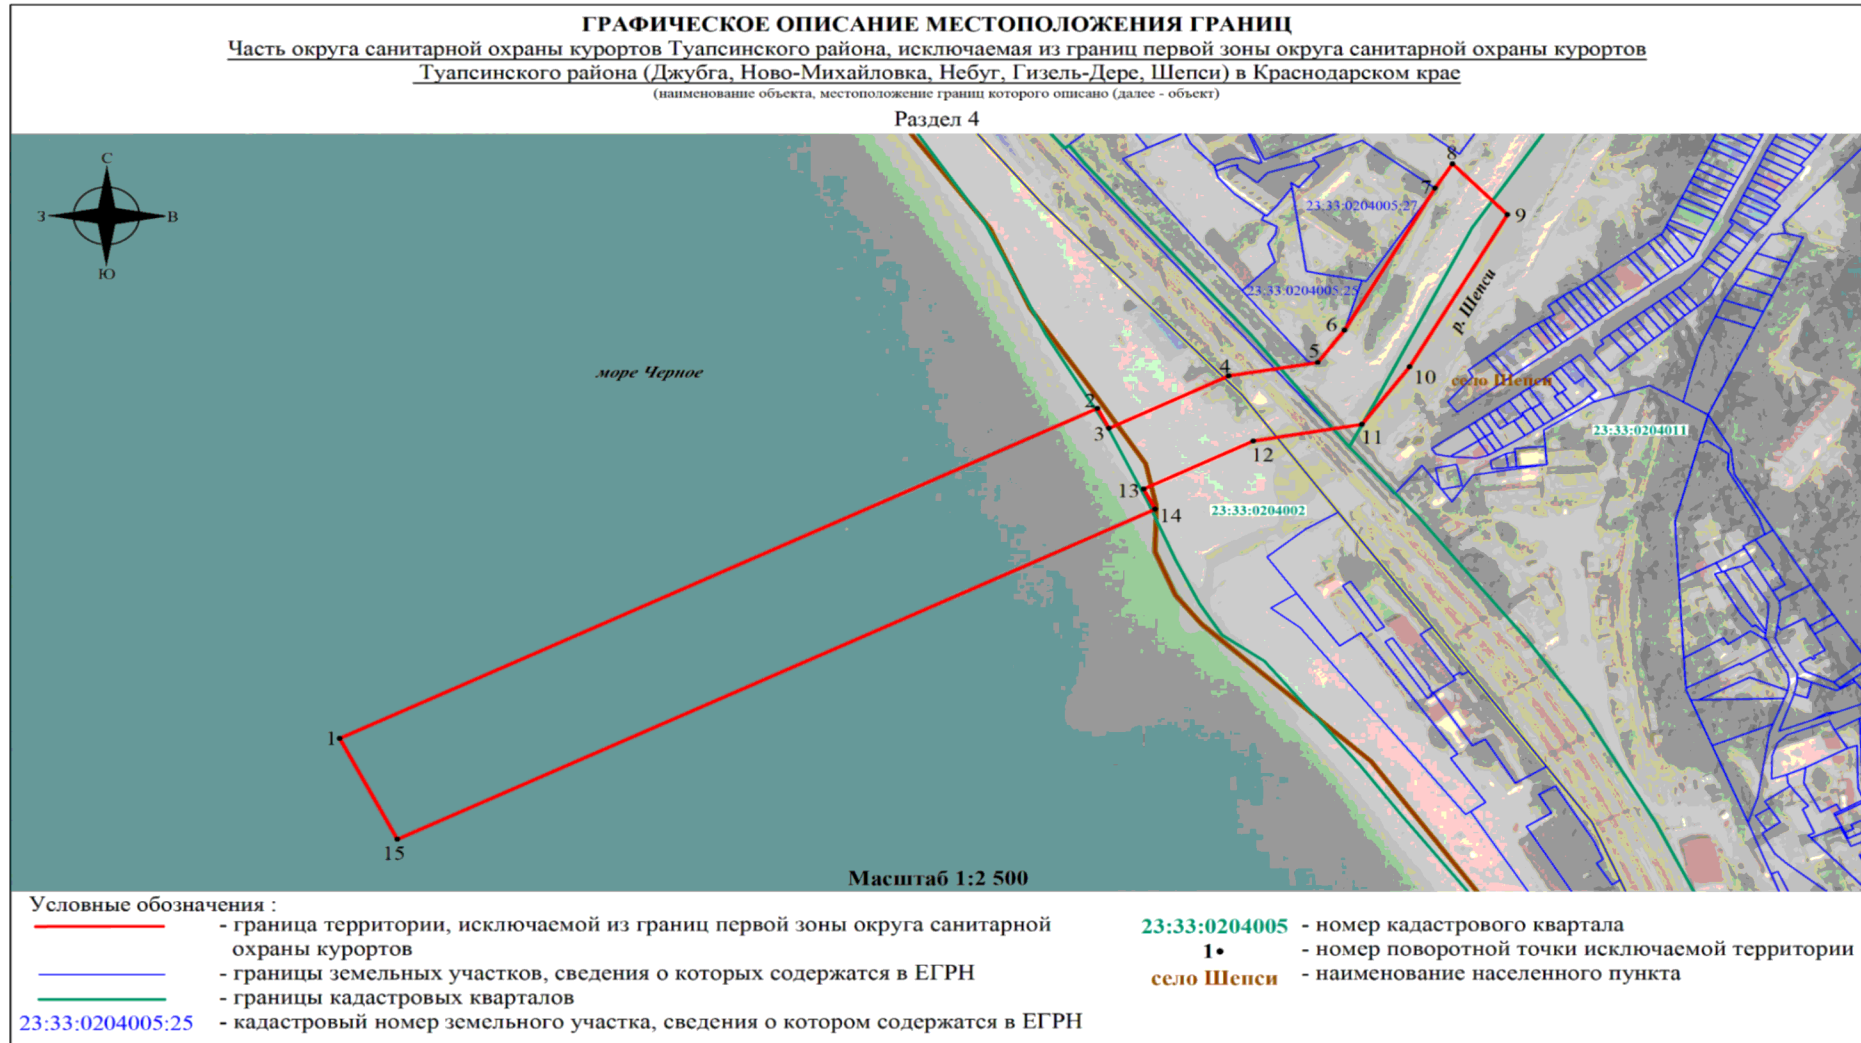 ГРАФИЧЕСКОЕ ОПИСАНИЕ МЕСТОПОЛОЖЕНИЯ ГРАНИЦ
Часть округа санитарной охраны курортов Туапсинского района, исключаемая из границ первой зоны округа санитарной охраны курортов
Туапсинского района (Джубга, Ново-Михайловка, Небуг, Гизель-Дере, Шепси) в Краснодарском крае
(наименование объекта, местоположение границ которого описано (далее - объект)
Раздел 4
С
З
В
Ю
8
7
23:33:0204005:27
9
23:33:0204005:25
р. Шепси
6
5
4
море Черное
10
село Шепси
2
3
11
23:33:0204011
12
13
14
23:33:0204002
1
15
Масштаб 1:2 500
Условные обозначения :
- граница территории, исключаемой из границ первой зоны округа санитарной
охраны курортов
- границы земельных участков, сведения о которых содержатся в ЕГРН
- границы кадастровых кварталов
23:33:0204005:25 - кадастровый номер земельного участка, сведения о котором содержатся в ЕГРН
23:33:0204005 - номер кадастрового квартала
1• - номер поворотной точки исключаемой территории
село Шепси - наименование населенного пункта